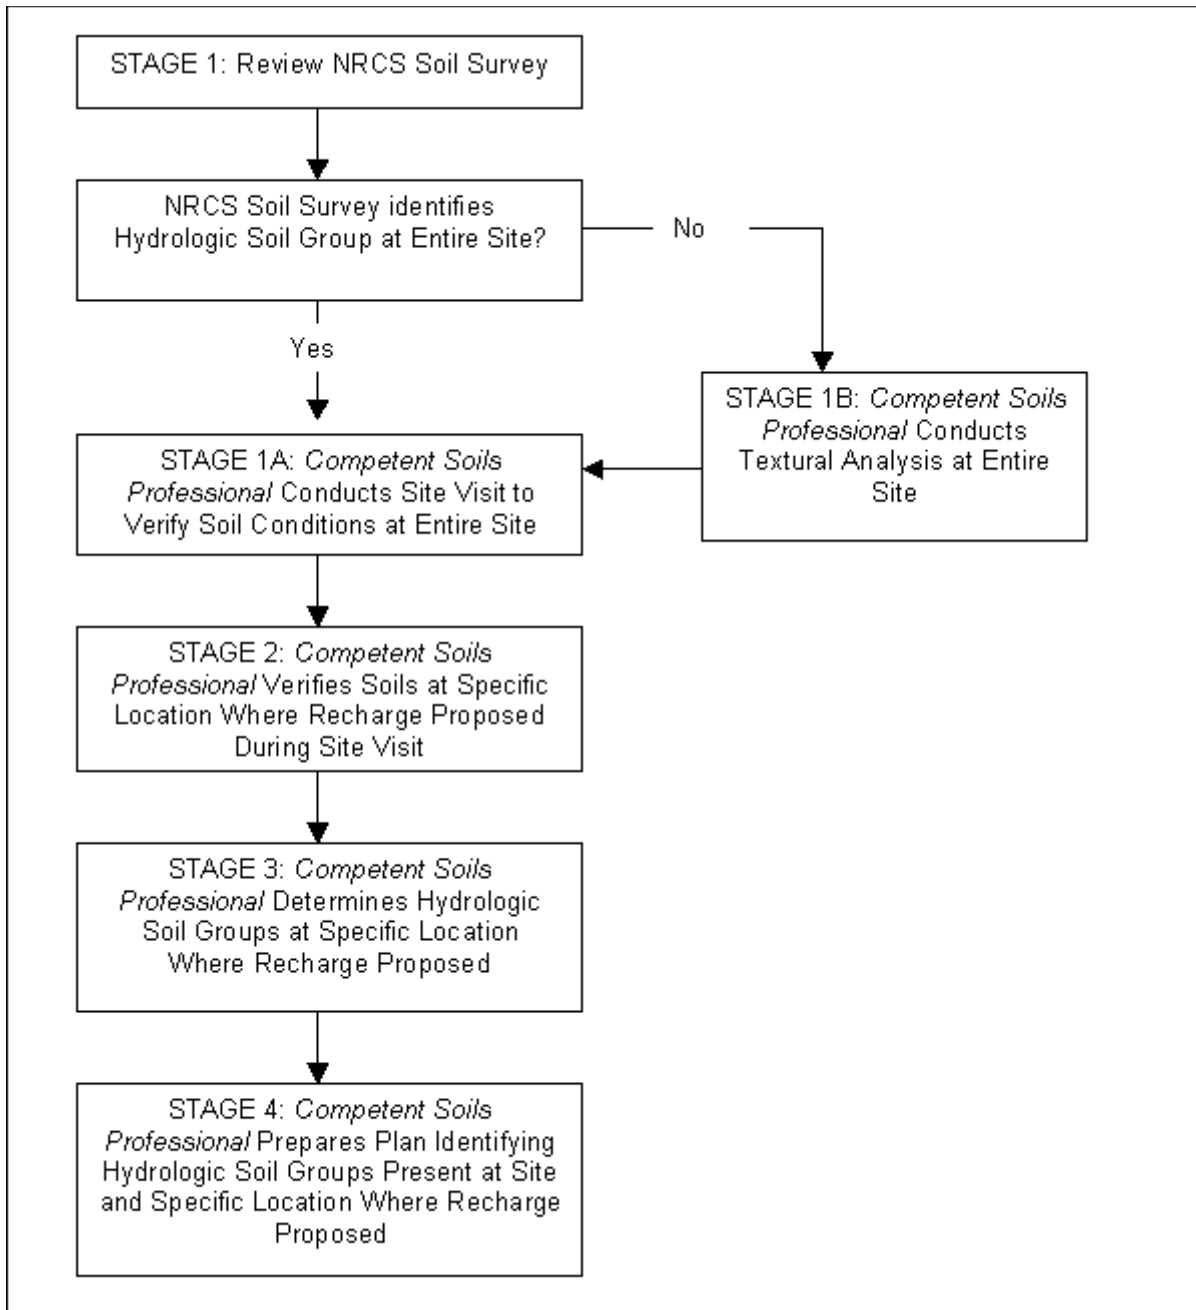 STAGE 1: Review NRCS Soil Survey
NRCS Soil Survey identifies
Hydrologic Soil Group at Entire Site?
No
Yes
STAGE 1B: Competent Soils
Professional Conducts
Textural Analysis at Entire
Site
STAGE 1A: Competent Soils
Professional Conducts Site Visit to
Verify Soil Conditions at Entire Site
STAGE 2: Competent Soils
Professional Verifies Soils at Specific
Location Where Recharge Proposed
During Site Visit
STAGE 3: Competent Soils
Professional Determines Hydrologic
Soil Groups at Specific Location
Where Recharge Proposed
STAGE 4: Competent Soils
Professional Prepares Plan Identifying
Hydrologic Soil Groups Present at Site
and Specific Location Where Recharge
Proposed